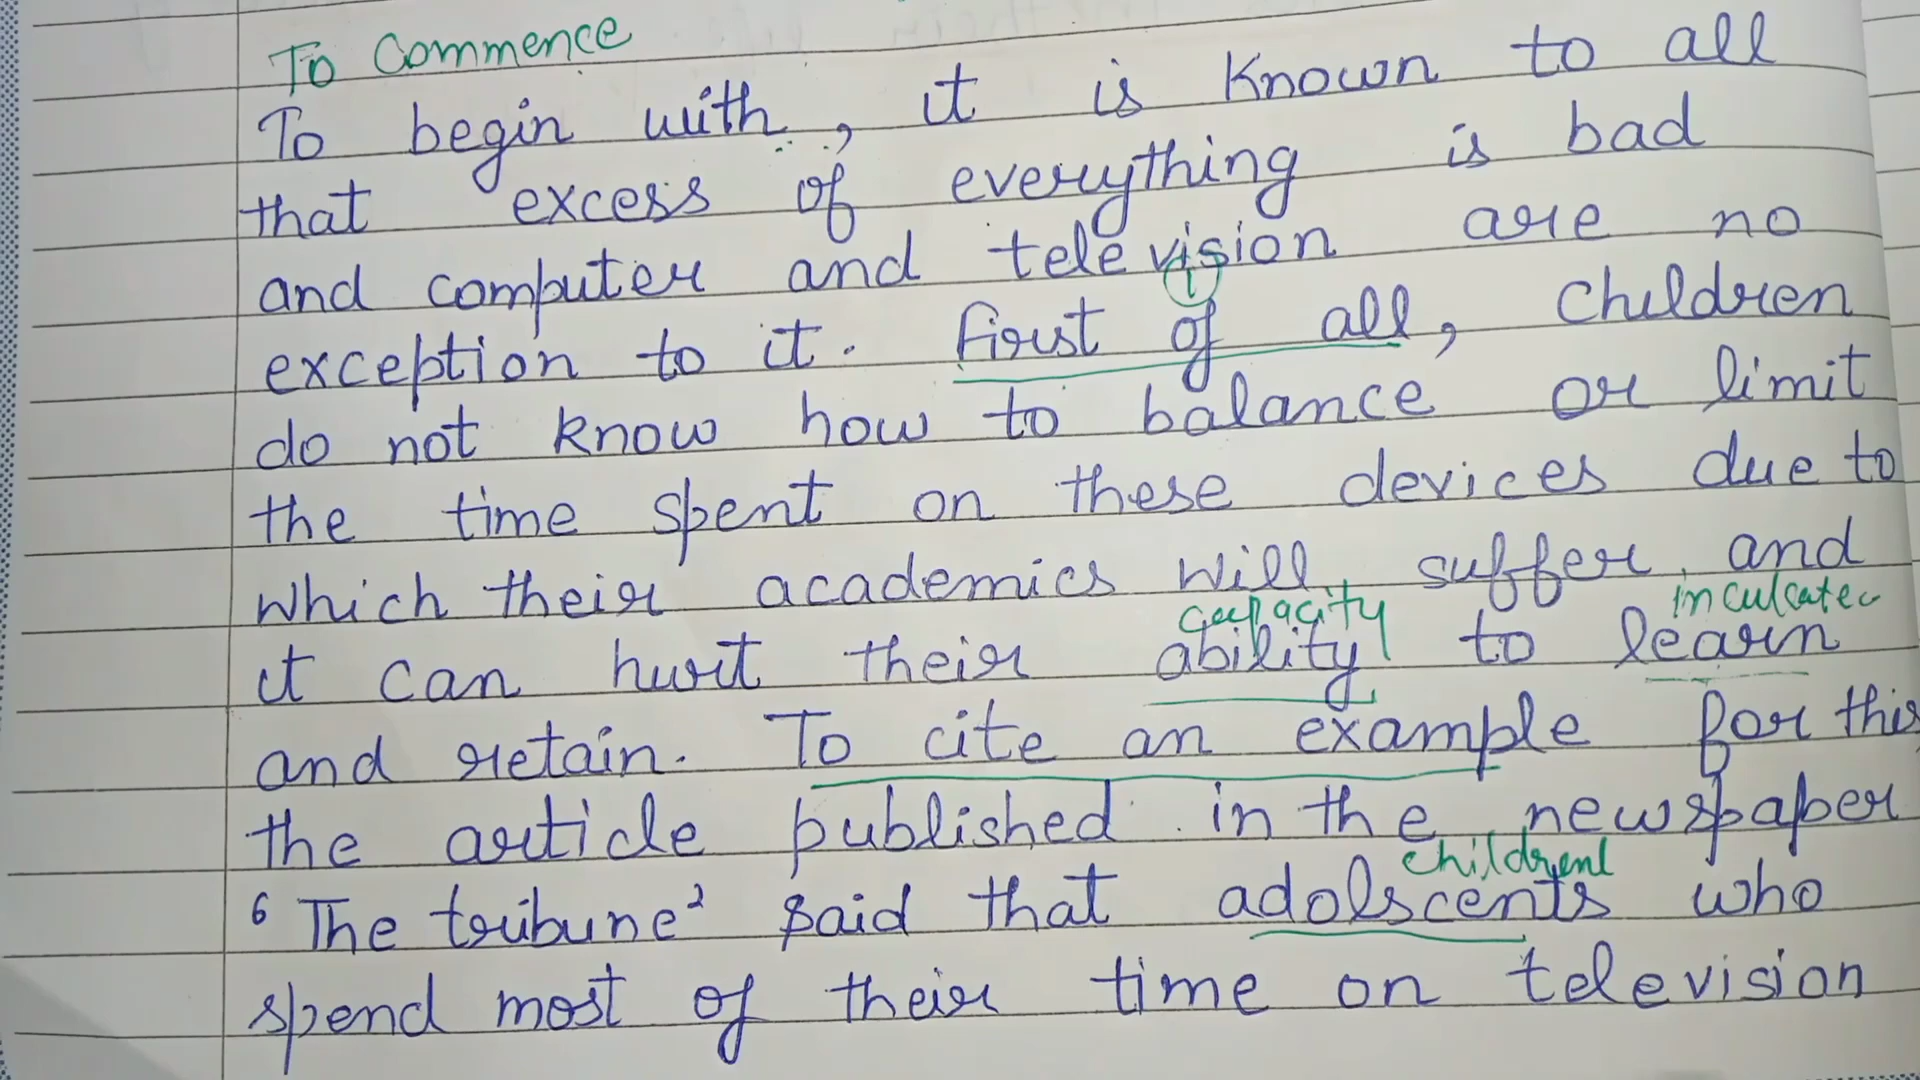 To Commence
To begin with, it is known to all
that excess of everything is bad
and computer and television are no
exception to it. First of all, children
do not know how to balance or limit
the time spent on these devices due to
which their academics will suffer and
capacity inculcate
it can hurt their ability to learn
and retain. To cite an example for this,
the article published in the newspaper
children
'The tribune' said that adolscents who
spend most of their time on television